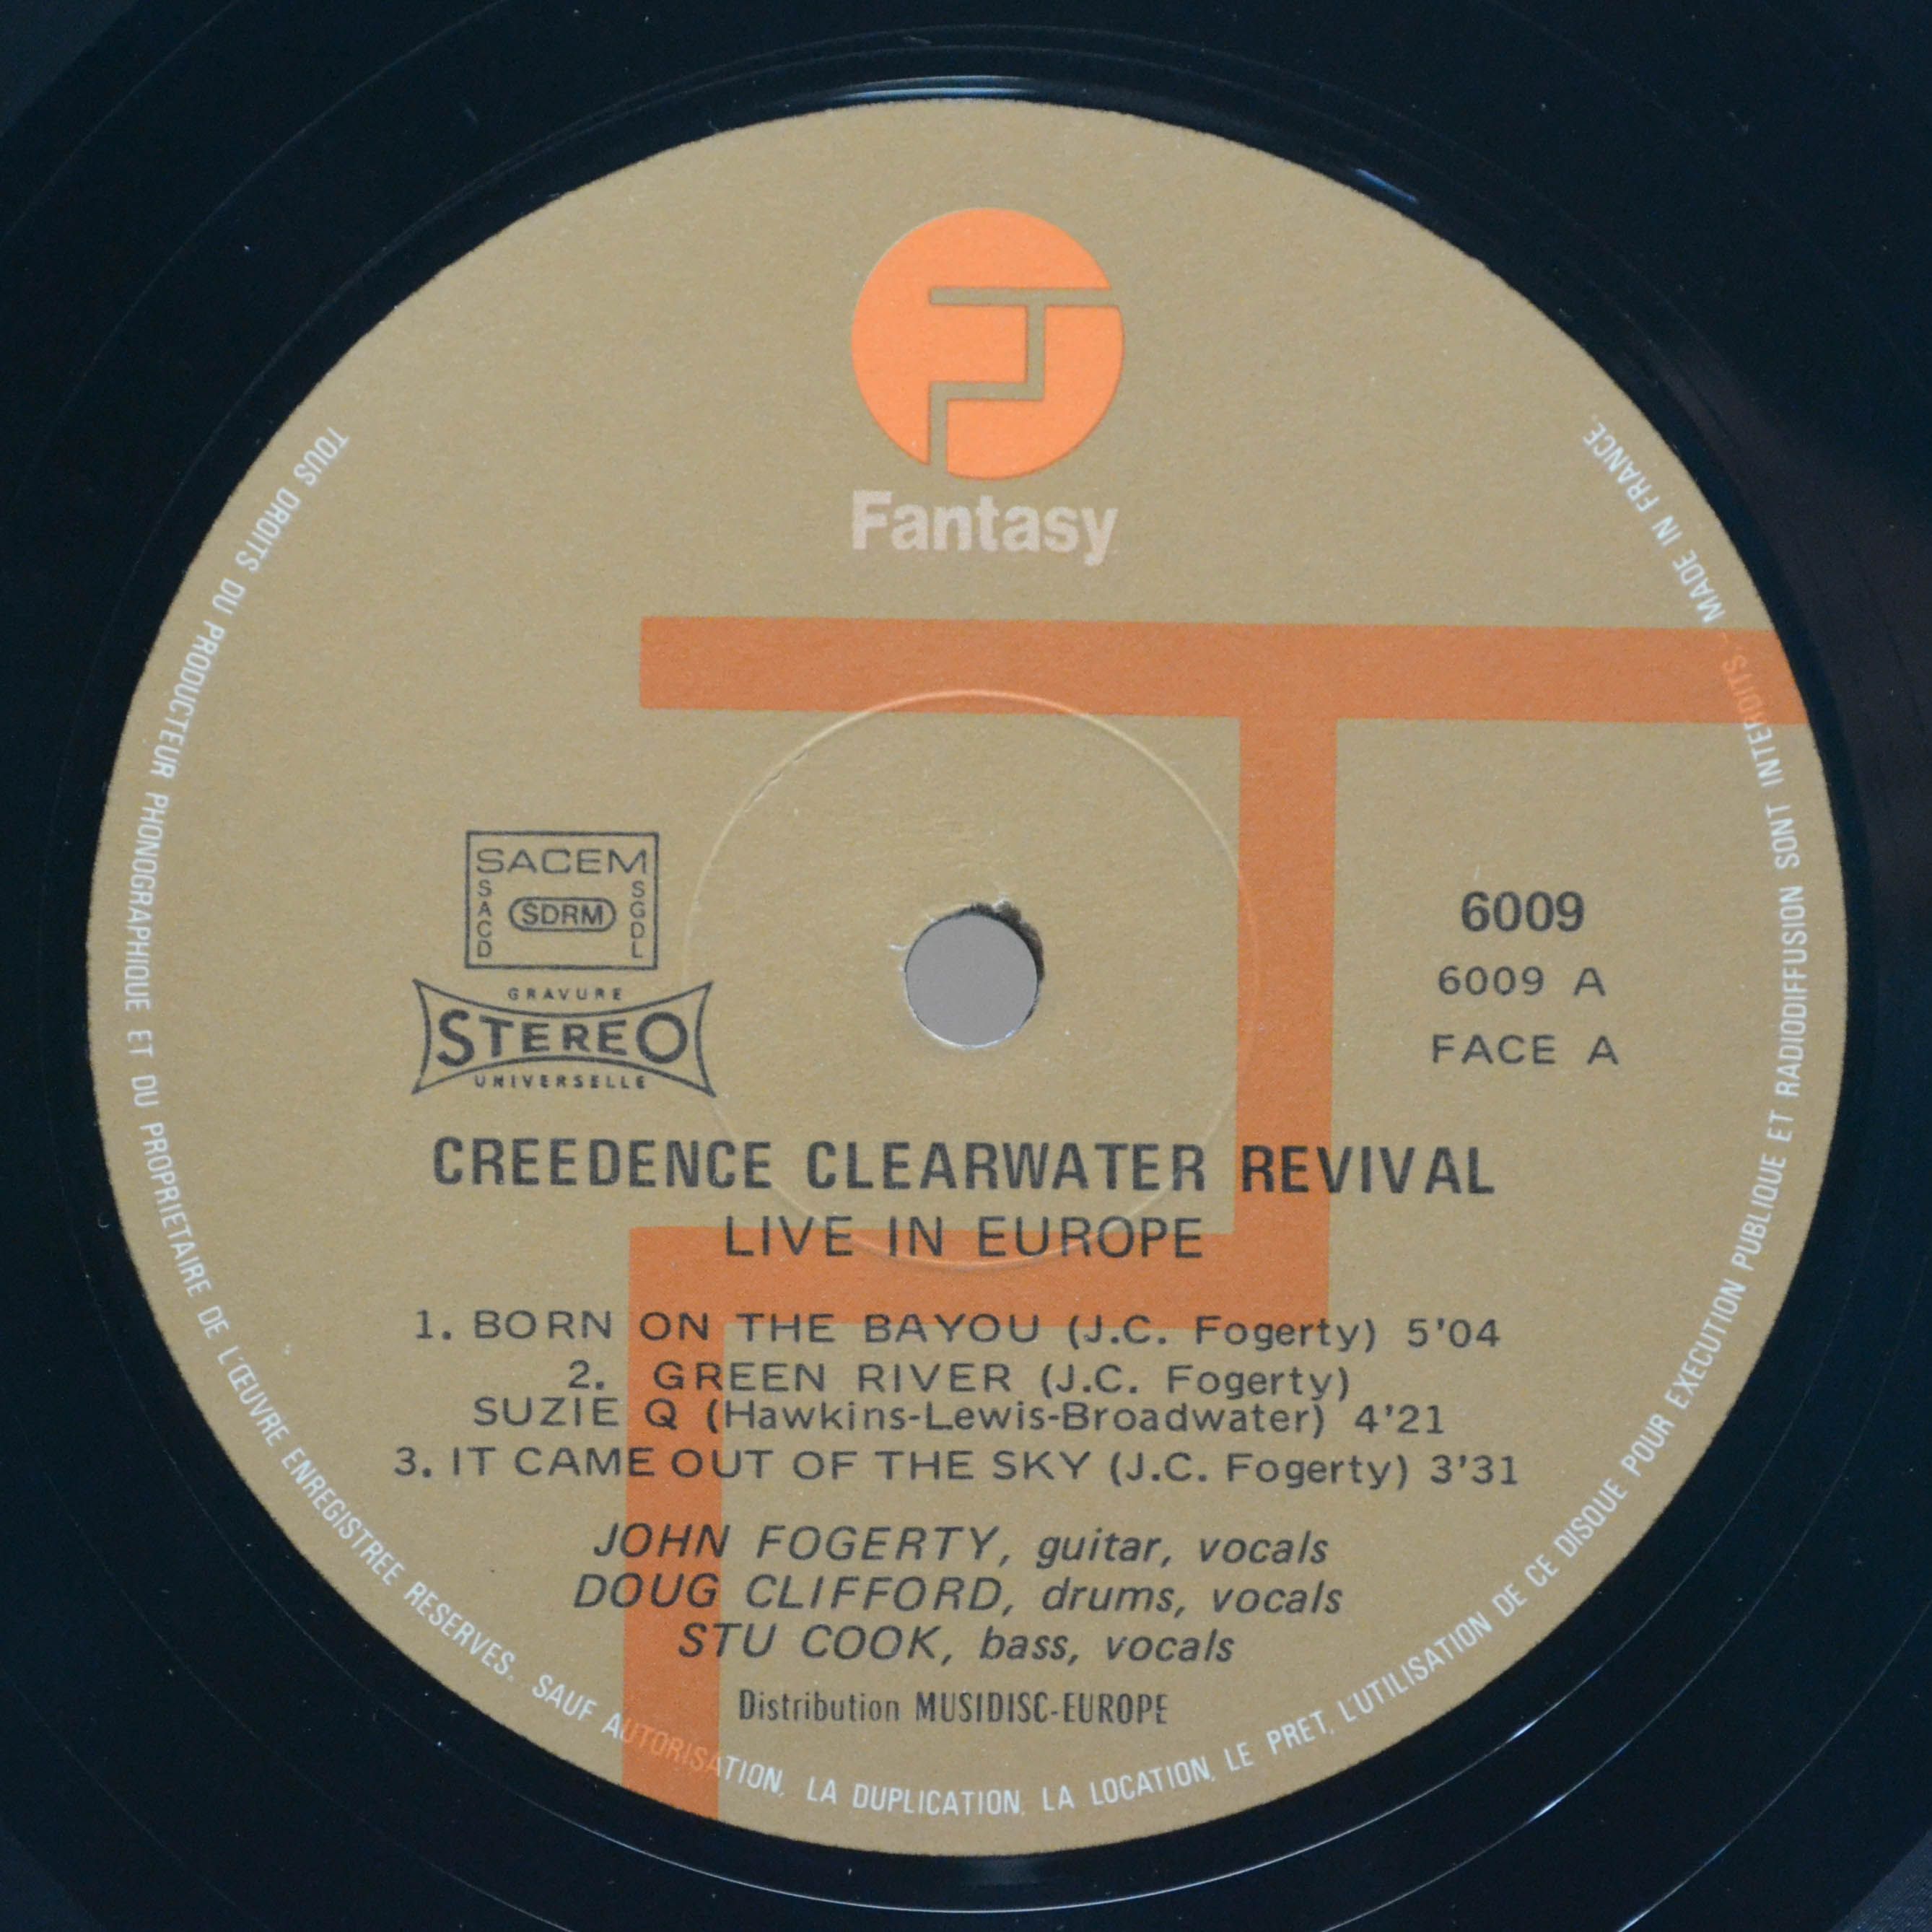 Fantasy
SACEM
SACD
SDRM
SGDL
GRAVURE
STEREO
UNIVERSELLE
6009
6009 A
FACE A
CREEDENCE CLEARWATER REVIVAL
LIVE IN EUROPE
1. BORN ON THE BAYOU (J.C. Fogerty) 5'04
2. GREEN RIVER (J.C. Fogerty)
SUZIE Q (Hawkins-Lewis-Broadwater) 4'21
3. IT CAME OUT OF THE SKY (J.C. Fogerty) 3'31
JOHN FOGERTY, guitar, vocals
DOUG CLIFFORD, drums, vocals
STU COOK, bass, vocals
Distribution MUSIDISC-EUROPE
TOUS DROITS DU PRODUCTEUR PHONOGRAPHIQUE ET DU PROPRIETAIRE DE L'ŒUVRE ENREGISTREE RESERVES. SAUF AUTORISATION, LA DUPLICATION, LA LOCATION, LE PRET, L'UTILISATION DE CE DISQUE POUR EXECUTION PUBLIQUE ET RADIODIFFUSION SONT INTERDITS. MADE IN FRANCE.